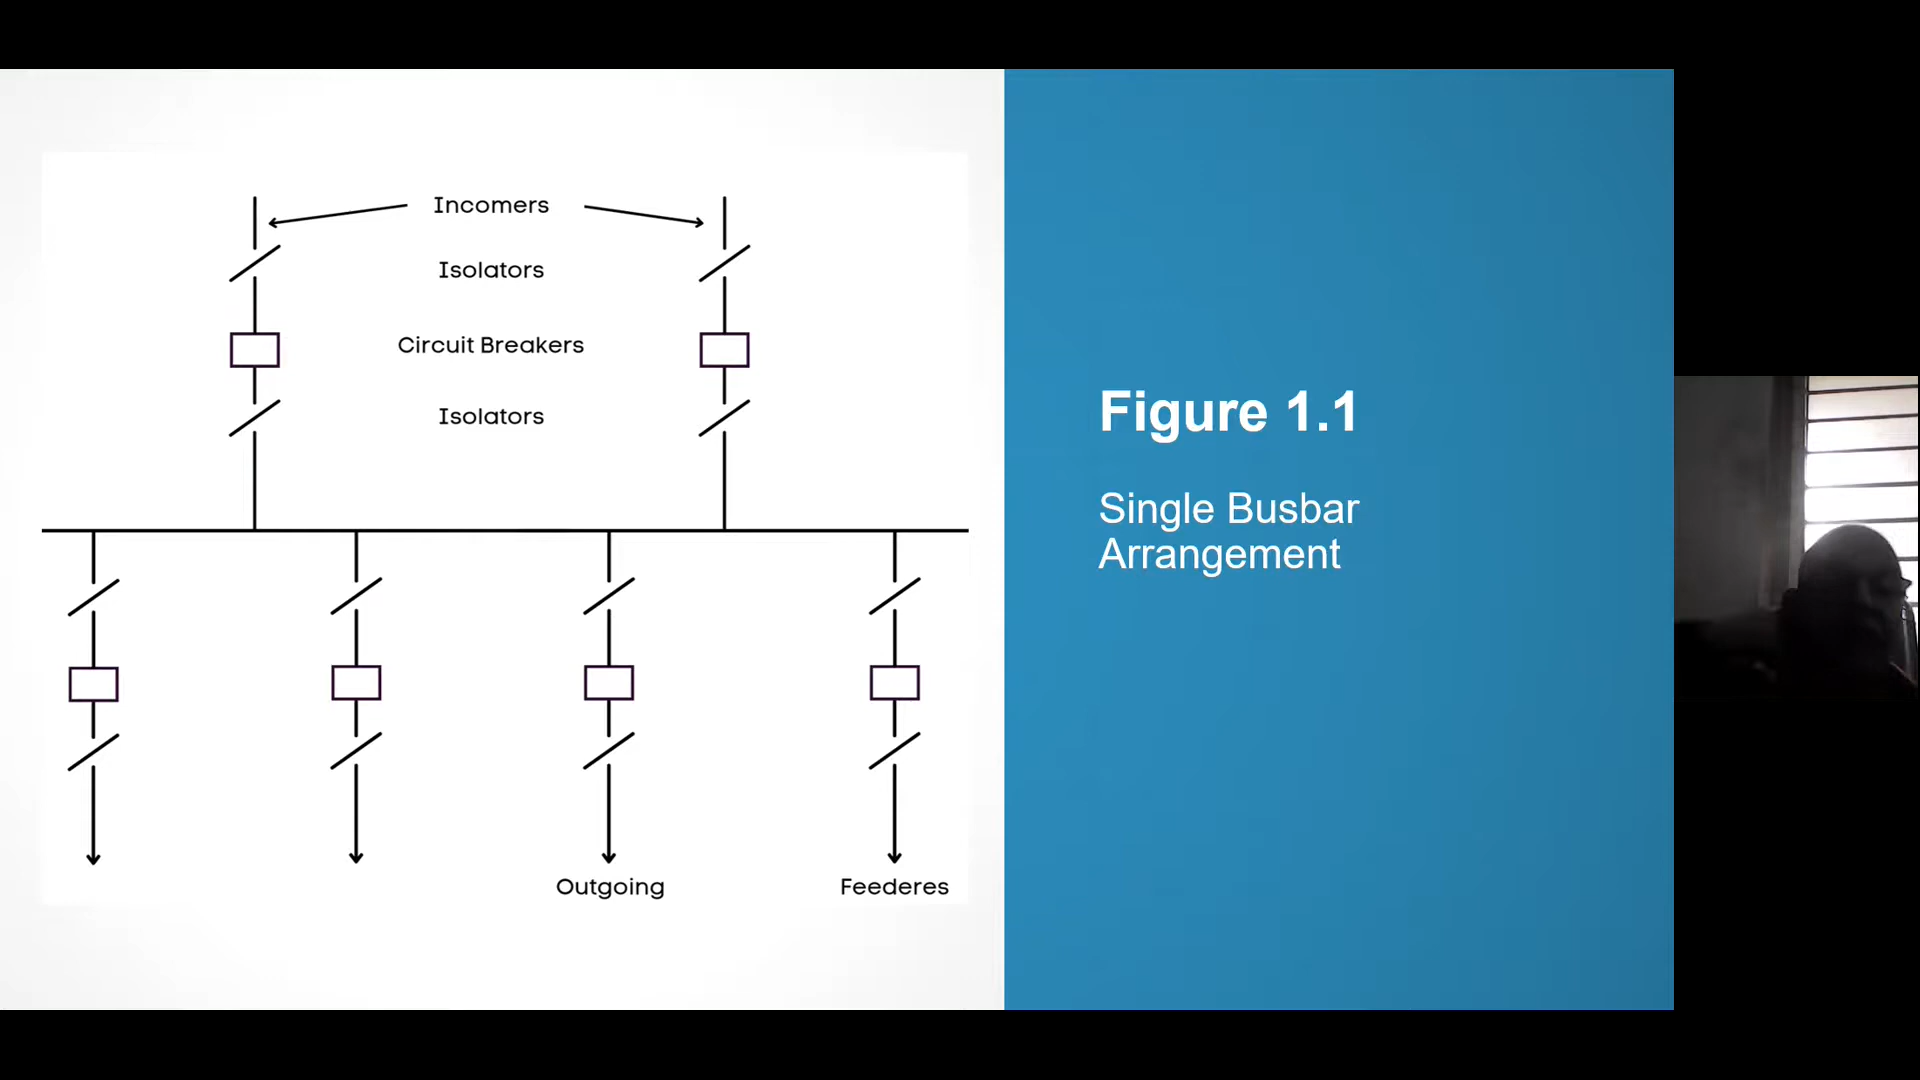 Incomers
Isolators
Circuit Breakers
Isolators
Outgoing
Feederes
Figure 1.1
Single Busbar
Arrangement